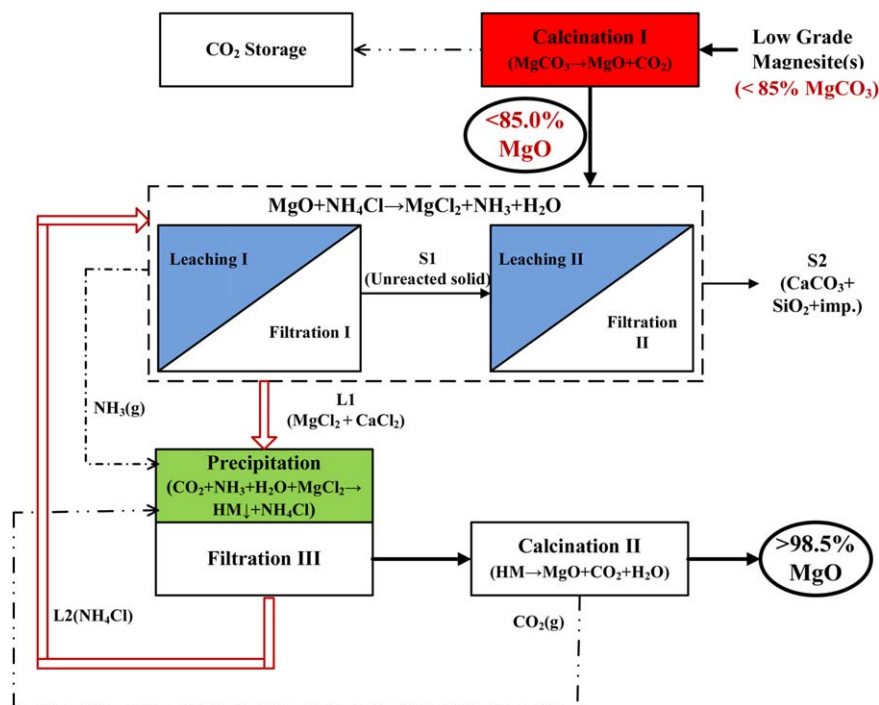 CO₂ Storage
Calcination I
(MgCO₃→MgO+CO₂)
Low Grade
Magnesite(s)
(< 85% MgCO₃)
<85.0%
MgO
MgO+NH₄Cl→MgCl₂+NH₃+H₂O
Leaching I
Filtration I
S1
(Unreacted solid)
Leaching II
Filtration
II
S2
(CaCO₃+
SiO₂+imp.)
NH₃(g)
L1
(MgCl₂ + CaCl₂)
Precipitation
(CO₂+NH₃+H₂O+MgCl₂→
HM↓+NH₄Cl)
Filtration III
Calcination II
(HM→MgO+CO₂+H₂O)
>98.5%
MgO
L2(NH₄Cl)
CO₂(g)